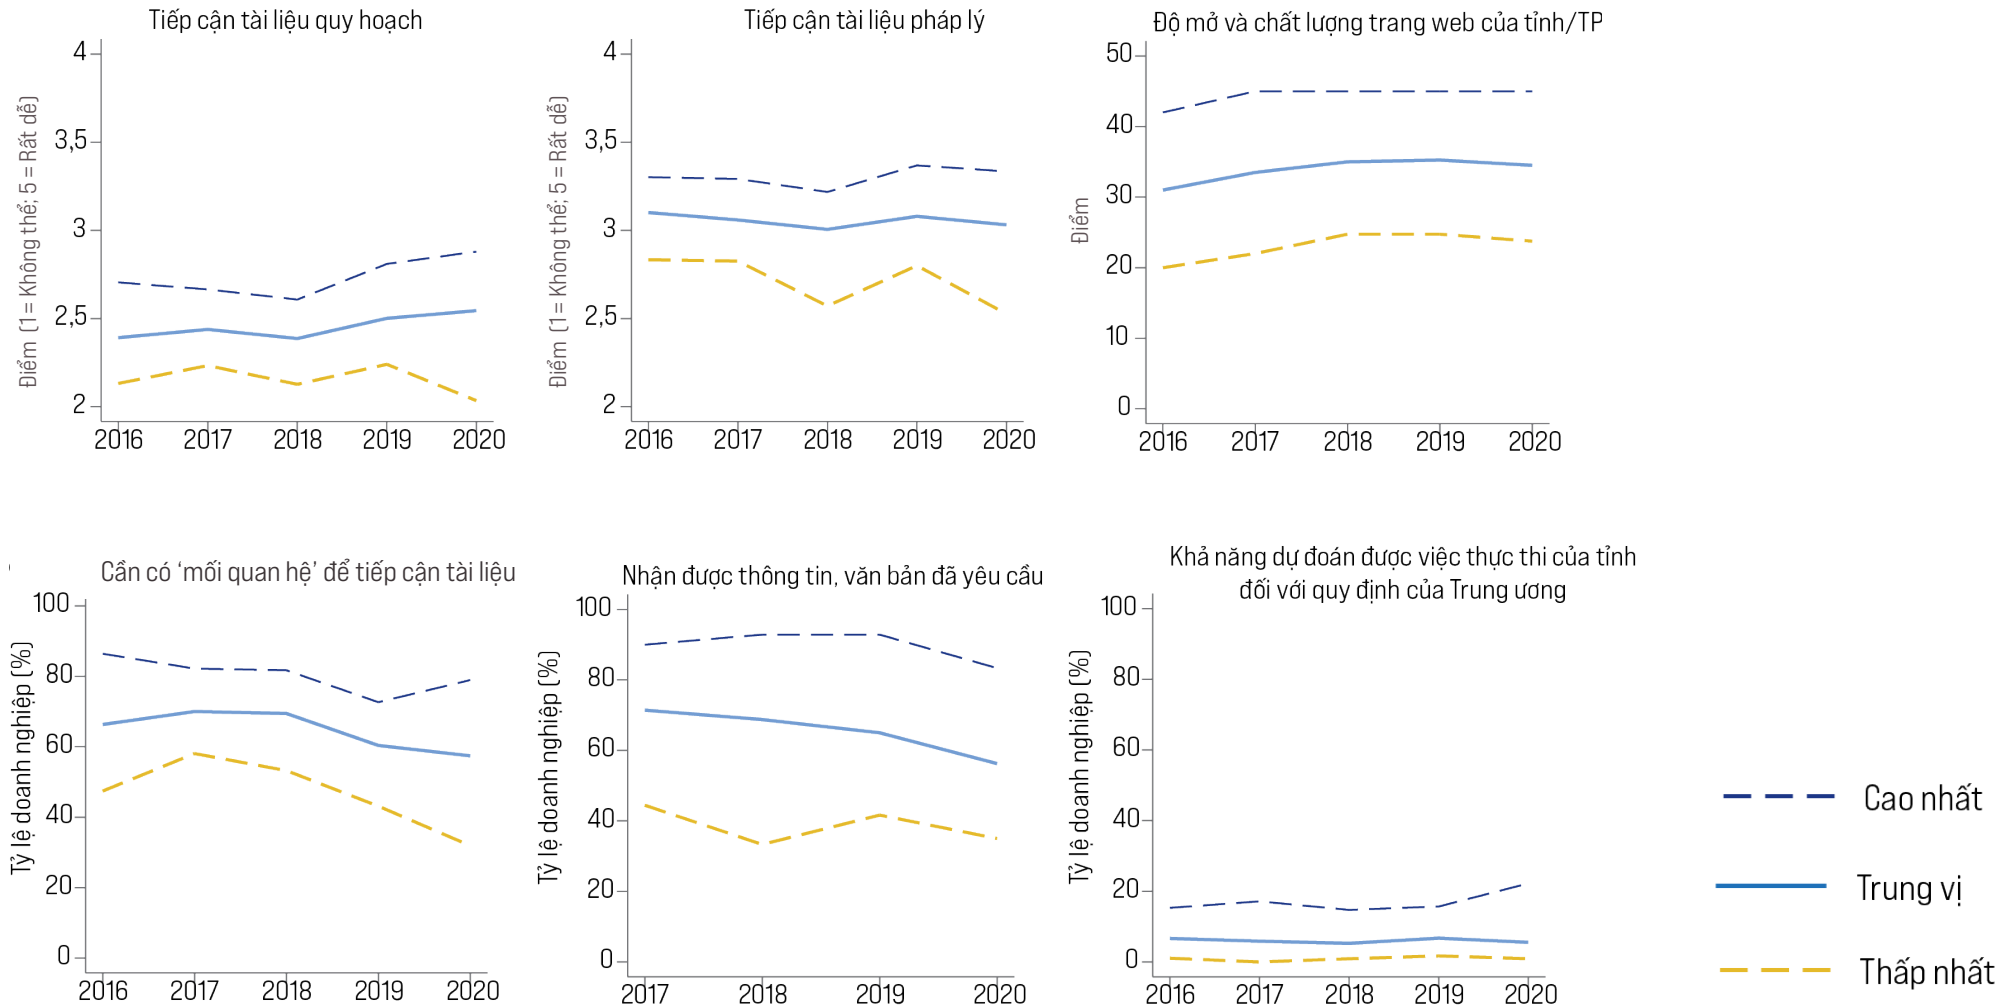 Tiếp cận tài liệu quy hoạch
4
3,5
3
2,5
2
Điểm (1= Không thể; 5 = Rất dễ)
2016 2017 2018 2019 2020
Tiếp cận tài liệu pháp lý
4
3,5
3
2,5
2
Điểm (1= Không thể; 5 = Rất dễ)
2016 2017 2018 2019 2020
Độ mở và chất lượng trang web của tỉnh/TP
50
40
30
20
10
0
Điểm
2016 2017 2018 2019 2020
Cần có ‘mối quan hệ’ để tiếp cận tài liệu
100
80
60
40
20
0
Tỷ lệ doanh nghiệp (%)
2016 2017 2018 2019 2020
Nhận được thông tin, văn bản đã yêu cầu
100
80
60
40
20
0
Tỷ lệ doanh nghiệp (%)
2017 2018 2019 2020
Khả năng dự đoán được việc thực thi của tỉnh
đối với quy định của Trung ương
100
80
60
40
20
0
Tỷ lệ doanh nghiệp (%)
2016 2017 2018 2019 2020
Cao nhất
Trung vị
Thấp nhất